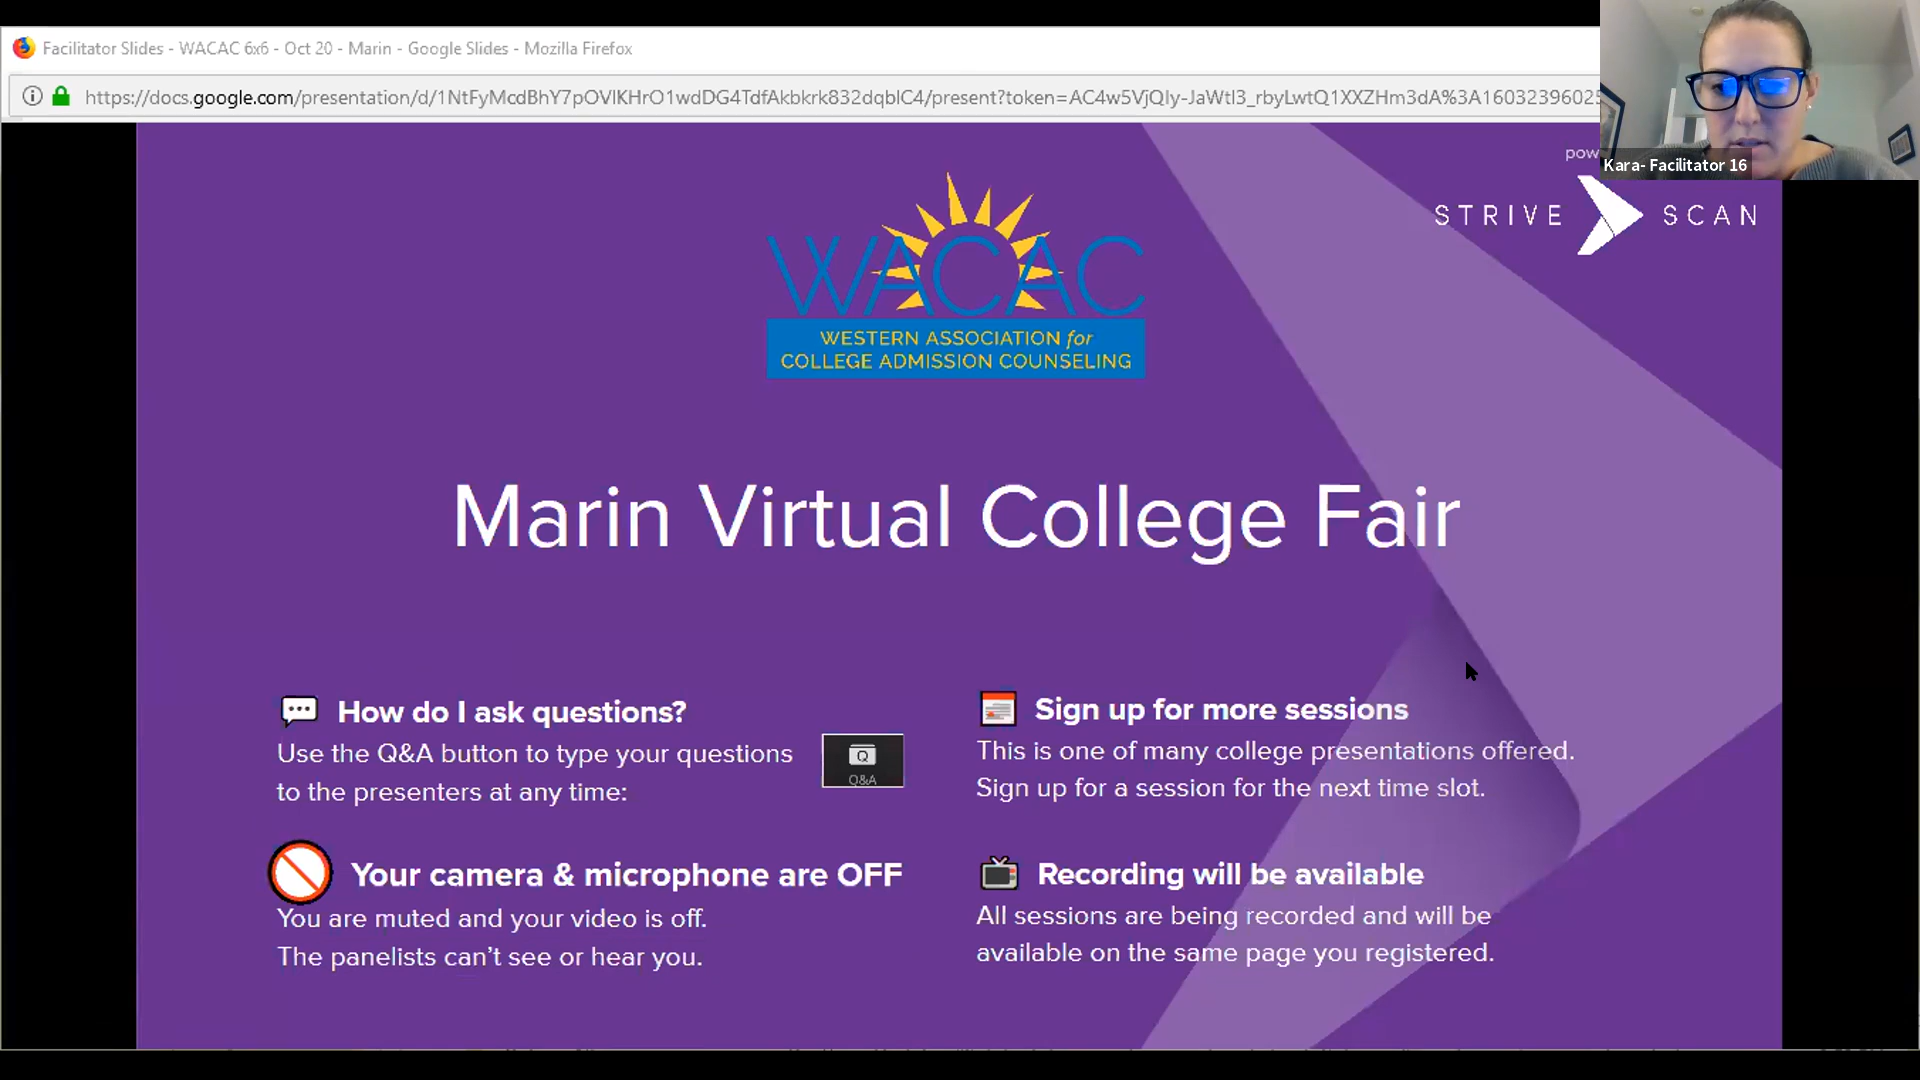 Facilitator Slides - WACAC 6x6 - Oct 20 - Marin - Google Slides - Mozilla Firefox
https://docs.google.com/presentation/d/1NtFyMcdBhY7pOVlKHrO1wdDG4TdfAkbkrk832dqblC4/present?token=AC4w5VjQly-JaWtI3_rbyLwtQ1XXZHm3dA%3A1603239602
Kara- Facilitator 16
STRIVE SCAN
WACAC
WESTERN ASSOCIATION for
COLLEGE ADMISSION COUNSELING
Marin Virtual College Fair
How do I ask questions?
Use the Q&A button to type your questions
to the presenters at any time:
Q
Q&A
Your camera & microphone are OFF
You are muted and your video is off.
The panelists can't see or hear you.
Sign up for more sessions
This is one of many college presentations offered.
Sign up for a session for the next time slot.
Recording will be available
All sessions are being recorded and will be
available on the same page you registered.